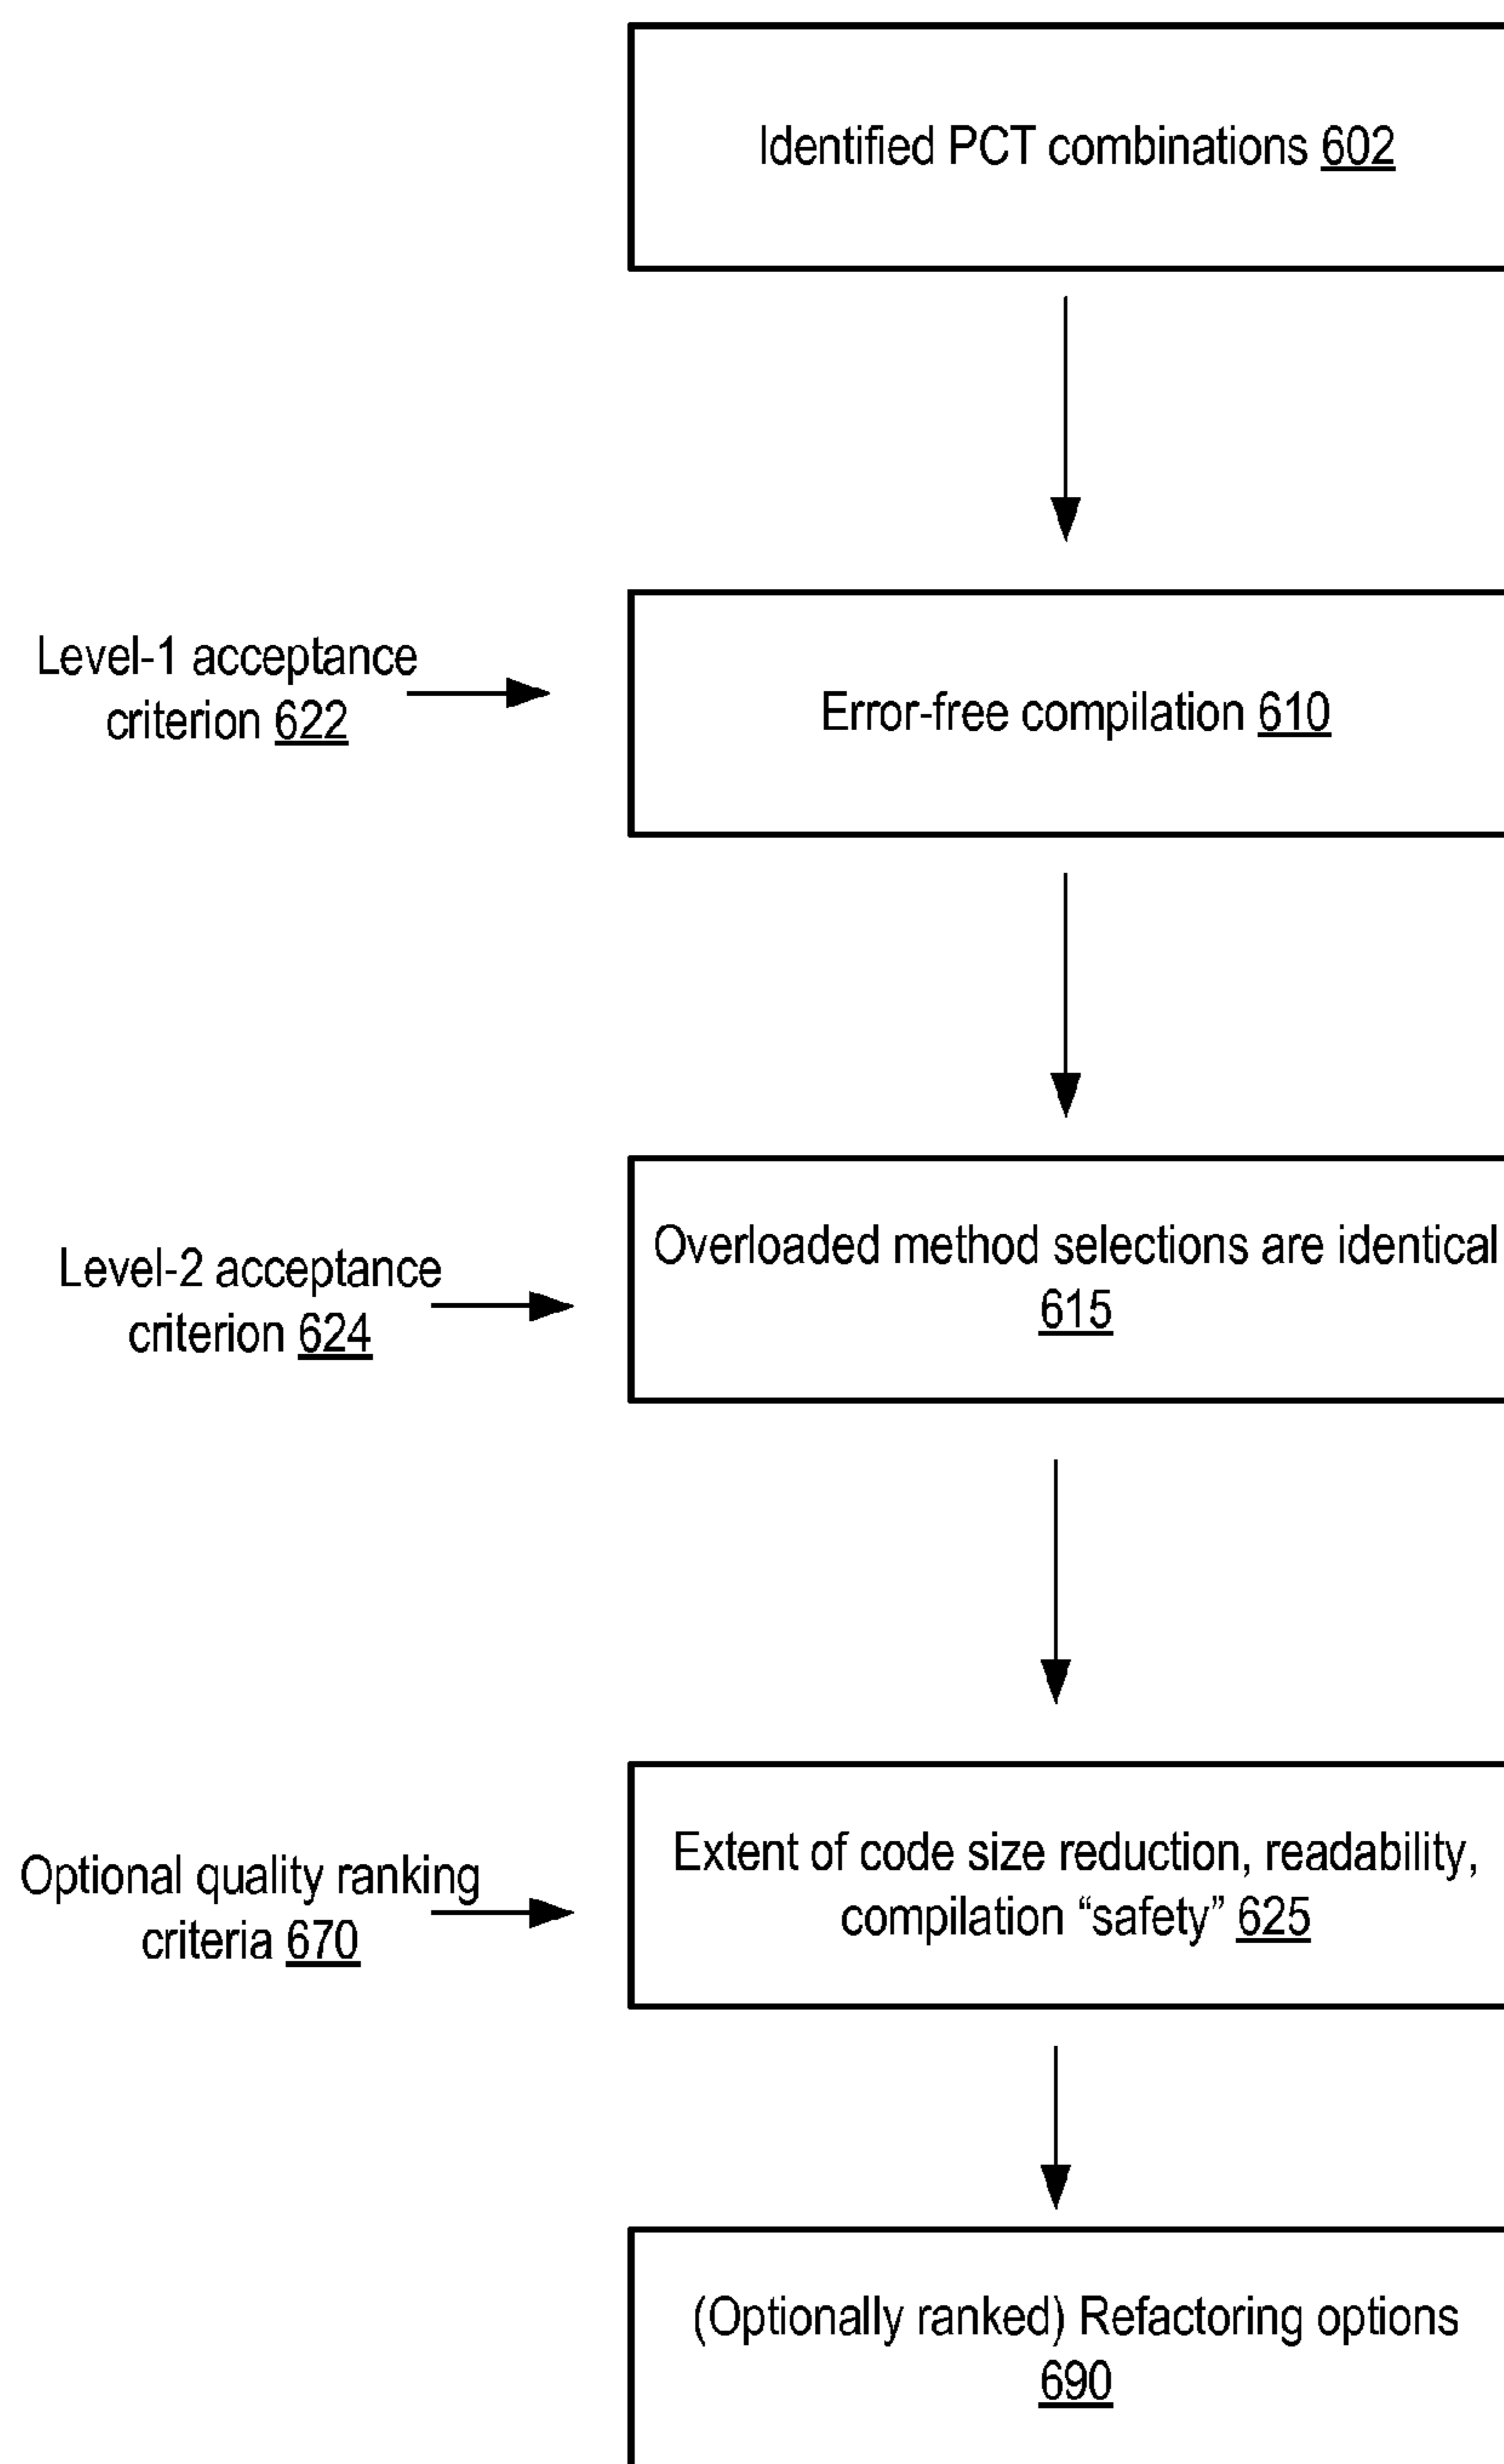 Identified PCT combinations 602
Level-1 acceptance
criterion 622
Error-free compilation 610
Level-2 acceptance
criterion 624
Overloaded method selections are identical
615
Optional quality ranking
criteria 670
Extent of code size reduction, readability,
compilation “safety” 625
(Optionally ranked) Refactoring options
690